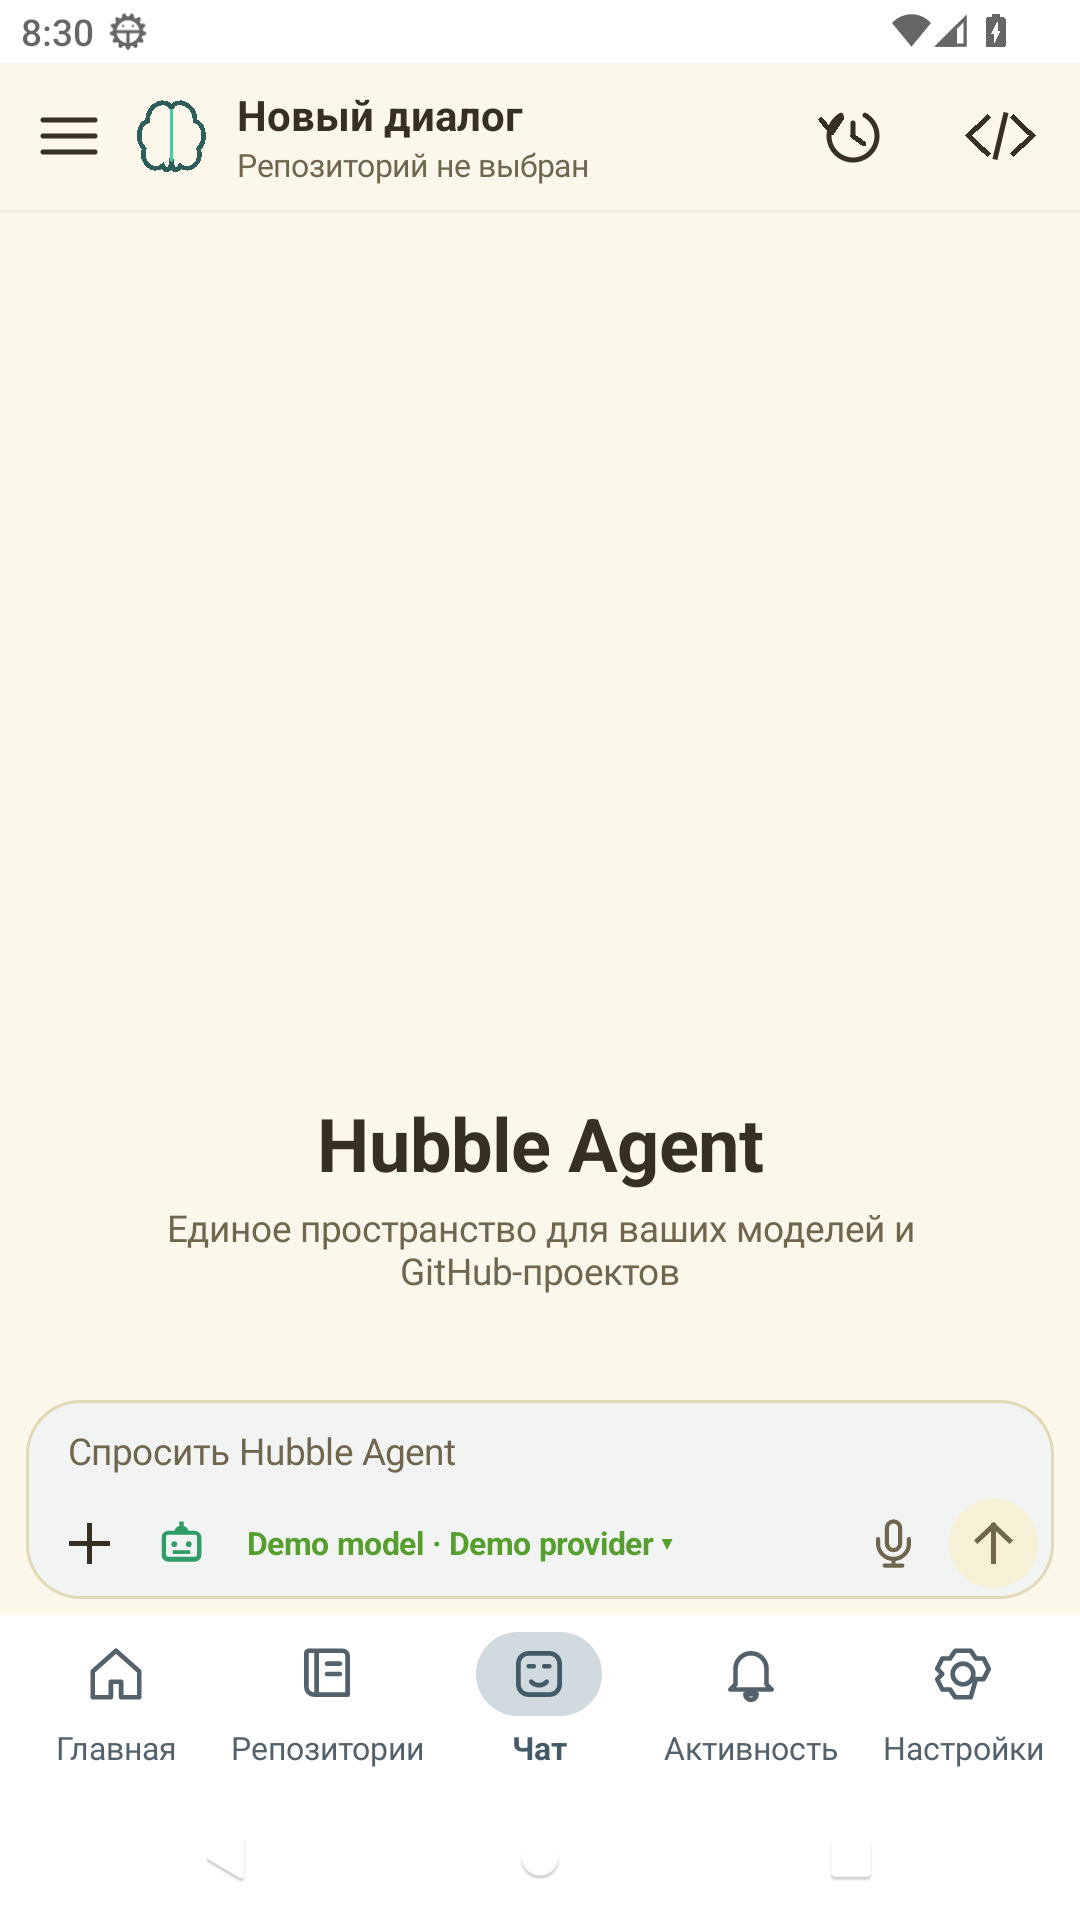 8:30
Новый диалог
Репозиторий не выбран
Hubble Agent
Единое пространство для ваших моделей и
GitHub-проектов
Спросить Hubble Agent
Demo model · Demo provider ▾
Главная
Репозитории
Чат
Активность
Настройки